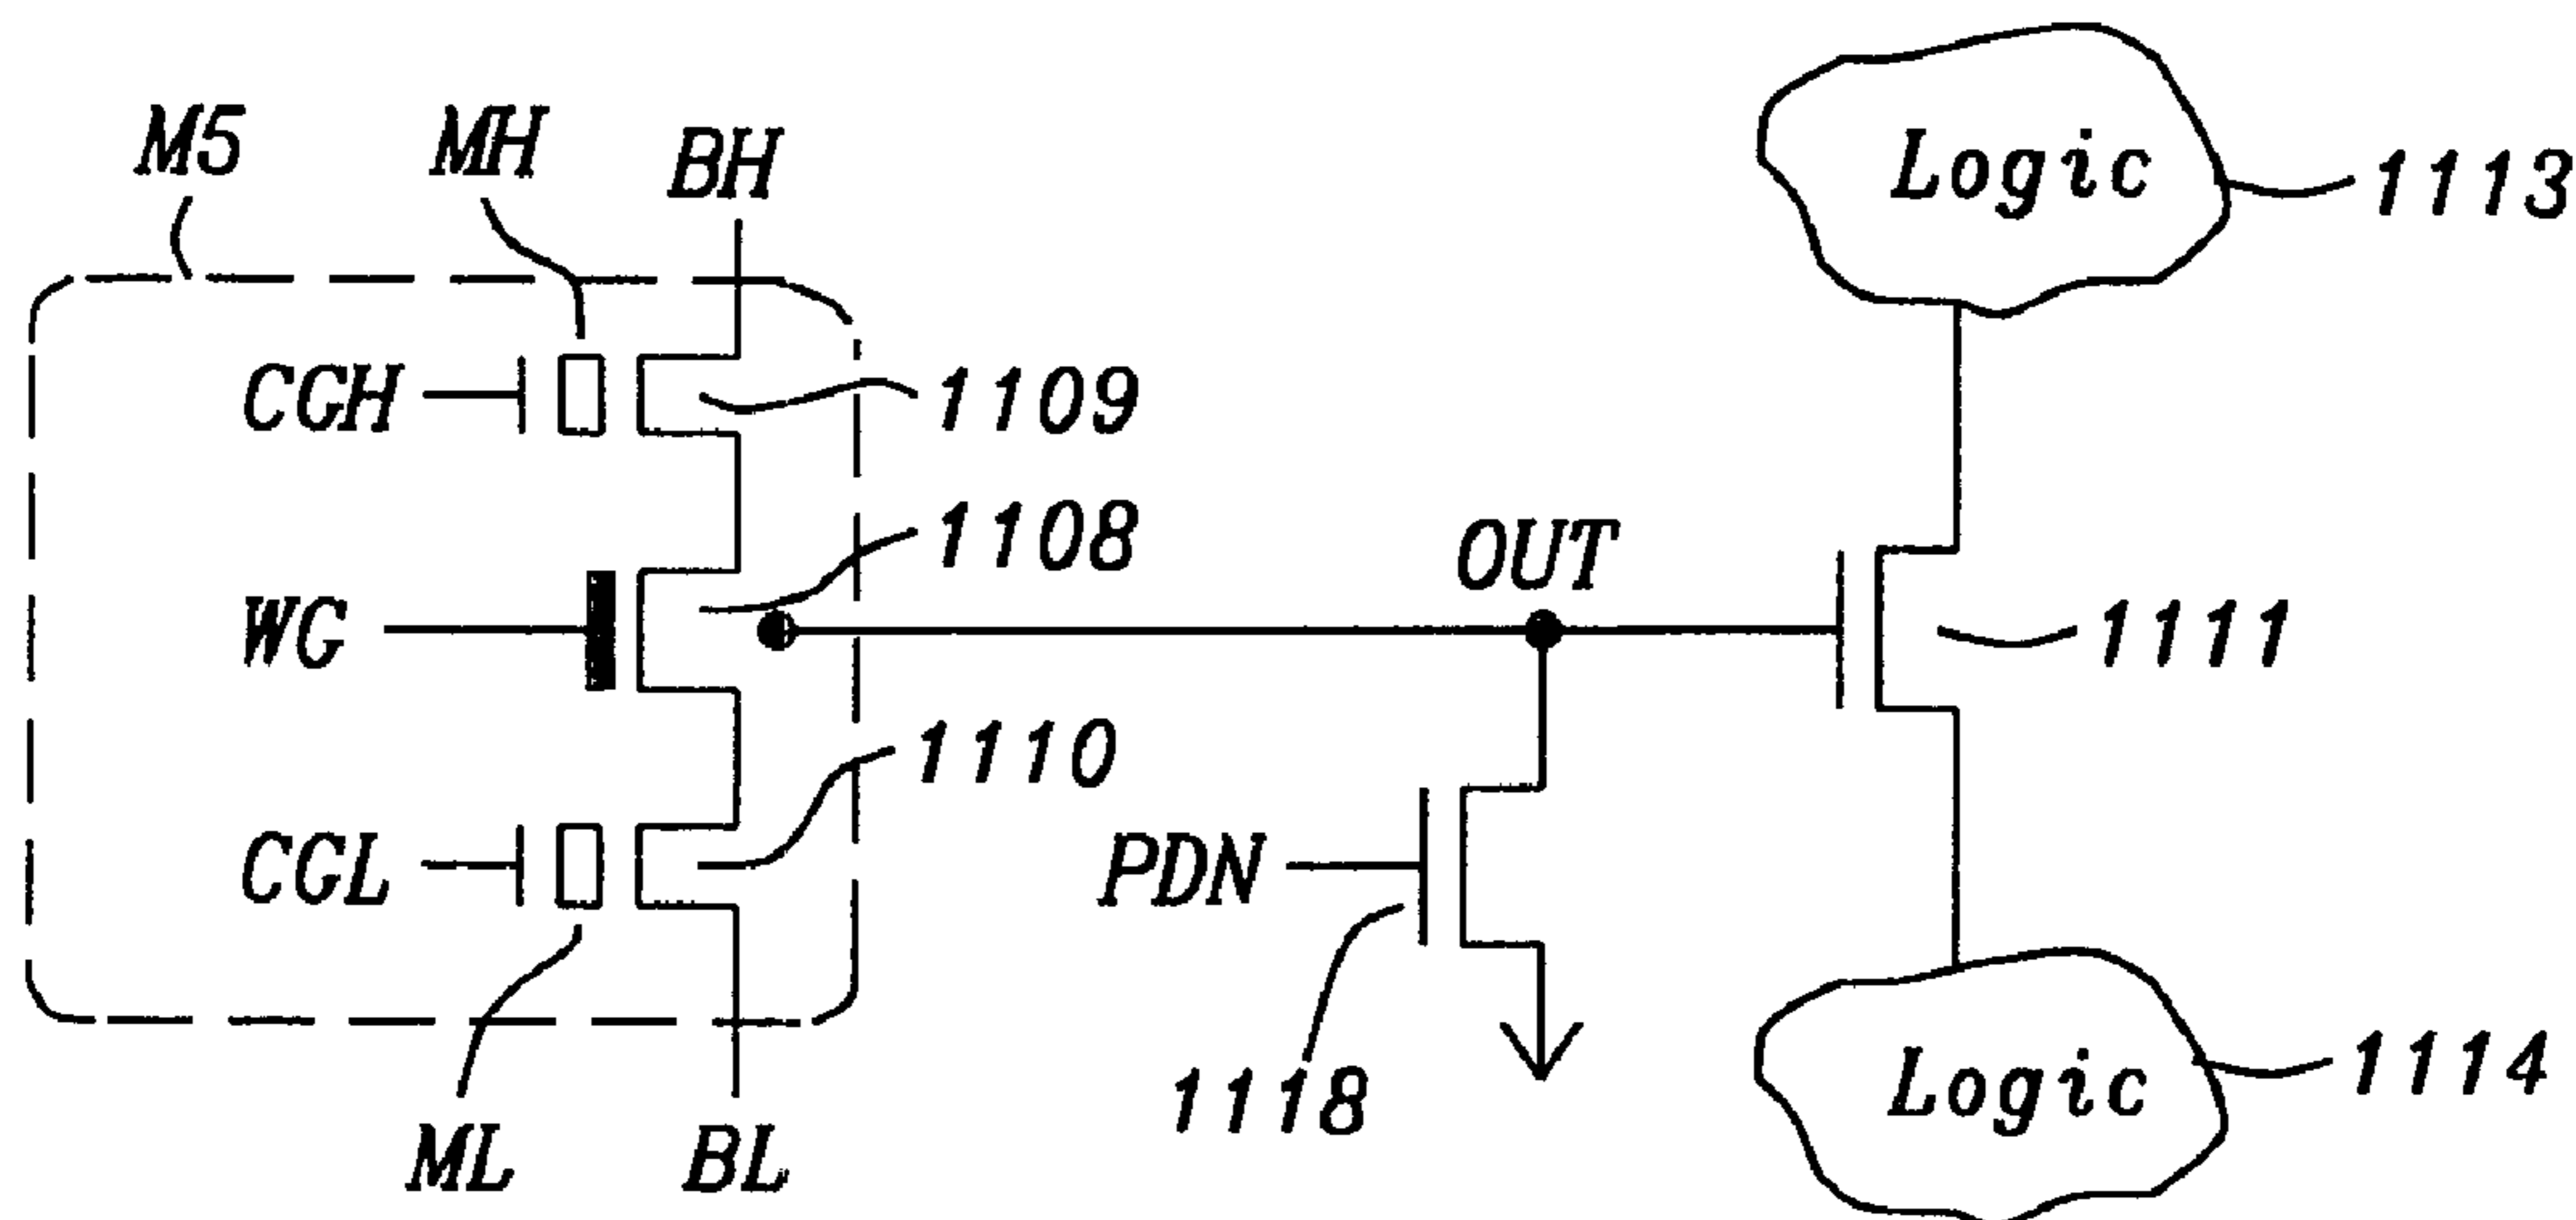 M5
MH
BH
Logic
1113
CGH
1109
1108
WG
OUT
1111
1110
CGL
PDN
1118
ML
BL
Logic
1114